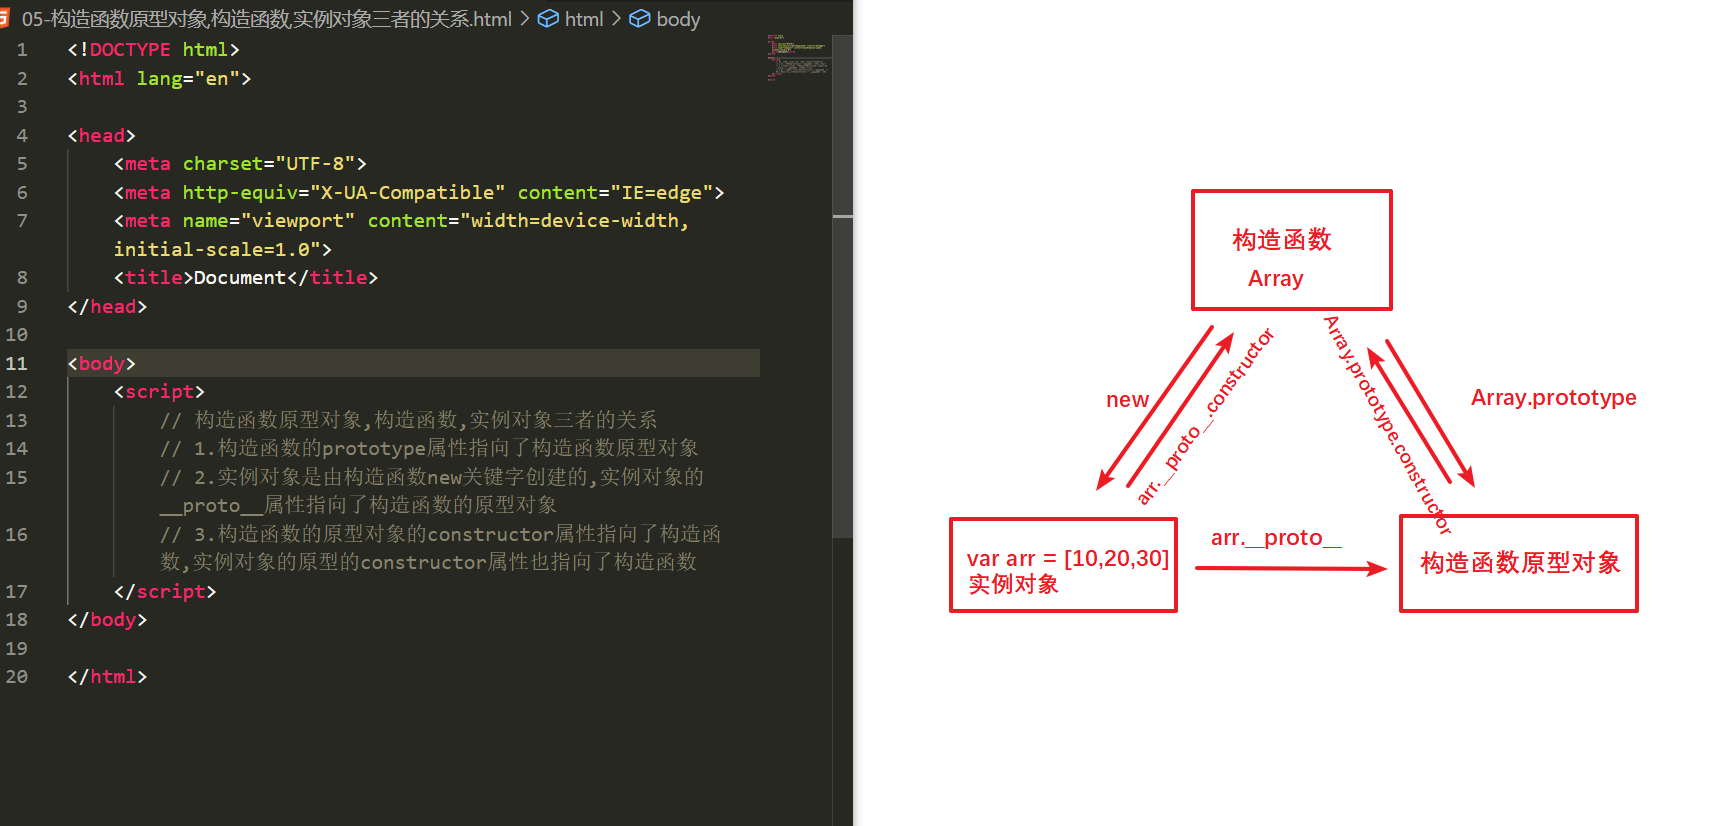 05-构造函数原型对象,构造函数,实例对象三者的关系.html > html > body
1 <!DOCTYPE html>
2 <html lang="en">
3
4 <head>
5 <meta charset="UTF-8">
6 <meta http-equiv="X-UA-Compatible" content="IE=edge">
7 <meta name="viewport" content="width=device-width,
initial-scale=1.0">
8 <title>Document</title>
9 </head>
10
11 <body>
12 <script>
13 // 构造函数原型对象,构造函数,实例对象三者的关系
14 // 1.构造函数的prototype属性指向了构造函数原型对象
15 // 2.实例对象是由构造函数new关键字创建的,实例对象的
__proto__属性指向了构造函数的原型对象
16 // 3.构造函数的原型对象的constructor属性指向了构造函
数,实例对象的原型的constructor属性也指向了构造函数
17 </script>
18 </body>
19
20 </html>
构造函数
Array
new
arr.__proto__.constructor
Array.prototype.constructor
Array.prototype
var arr = [10,20,30]
实例对象
arr.__proto__
构造函数原型对象